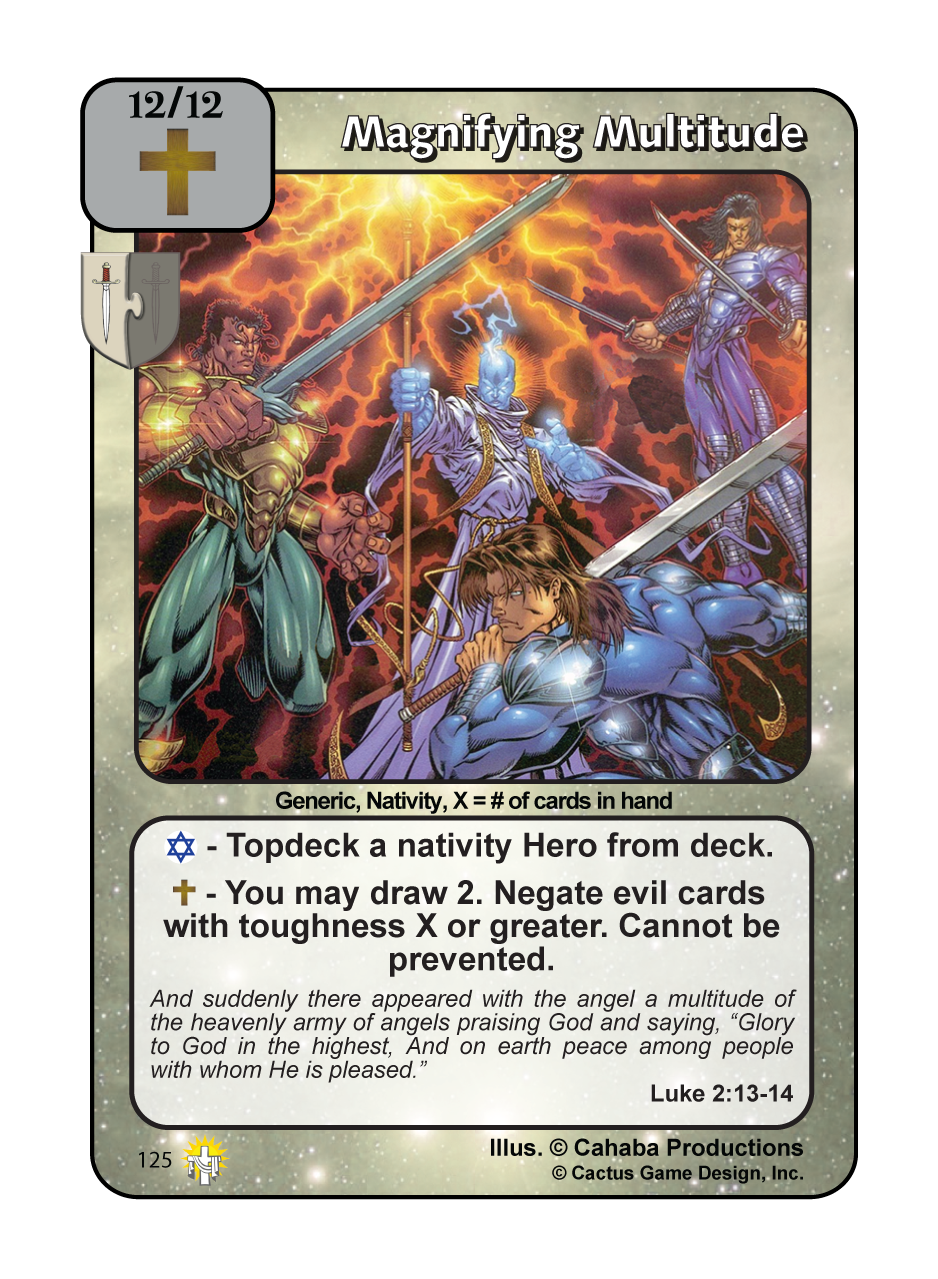 12/12
Magnifying Multitude
Generic, Nativity, X = # of cards in hand
- Topdeck a nativity Hero from deck.
- You may draw 2. Negate evil cards
with toughness X or greater. Cannot be
prevented.
And suddenly there appeared with the angel a multitude of
the heavenly army of angels praising God and saying, “Glory
to God in the highest, And on earth peace among people
with whom He is pleased.”
Luke 2:13-14
125
Illus. © Cahaba Productions
© Cactus Game Design, Inc.